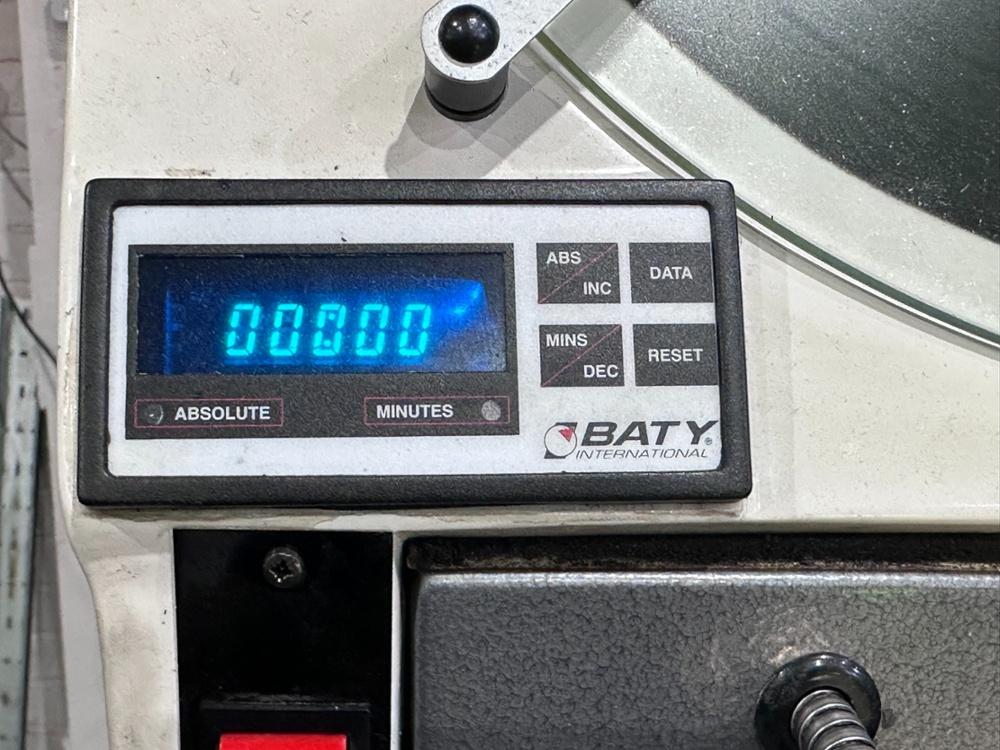 ABS
INC
DATA
00000
MINS
DEC
RESET
ABSOLUTE
MINUTES
BATY®
INTERNATIONAL